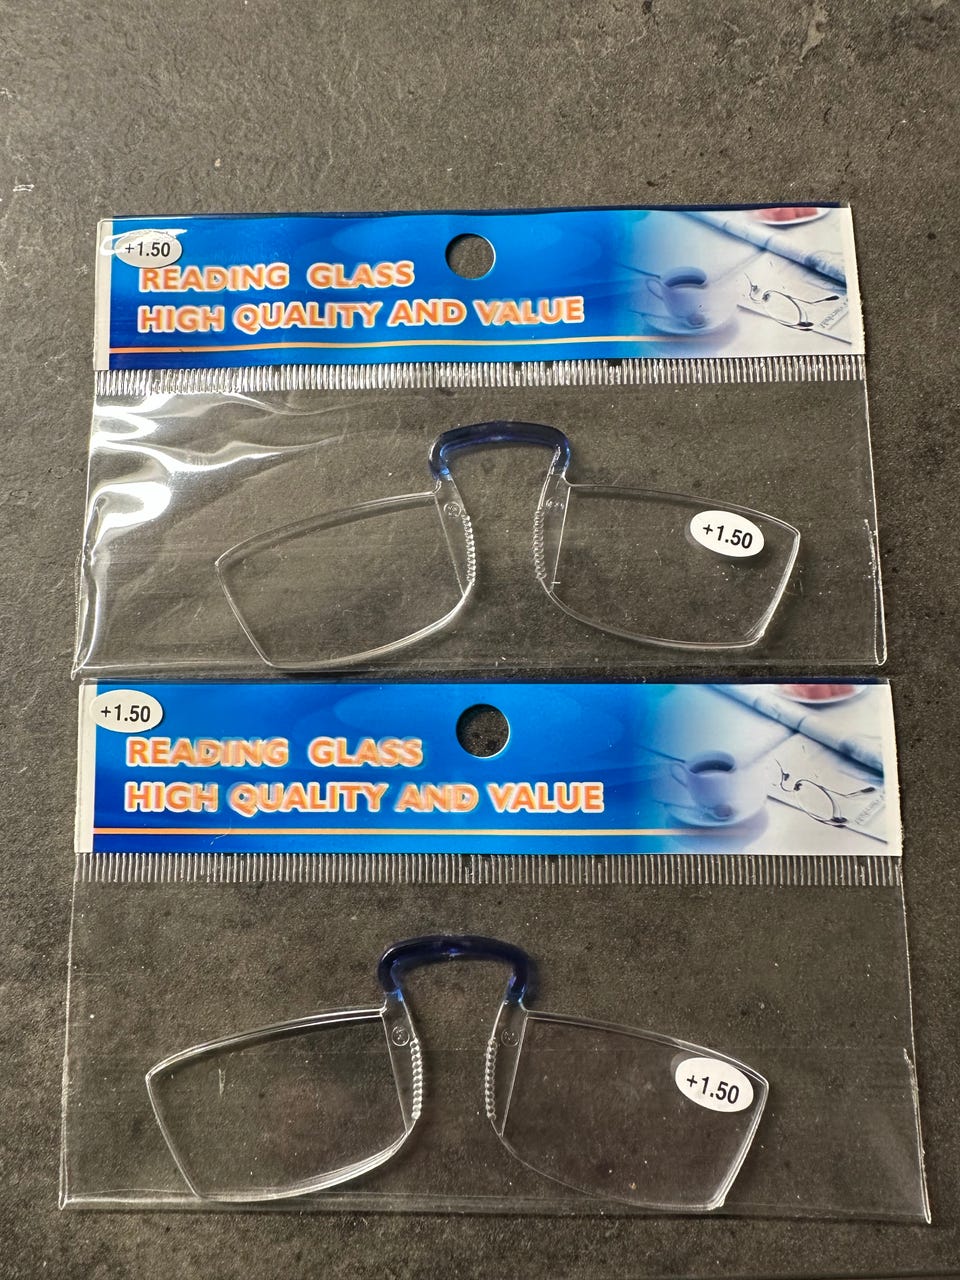 +1.50
READING GLASS
HIGH QUALITY AND VALUE
+1.50
+1.50
READING GLASS
HIGH QUALITY AND VALUE
+1.50